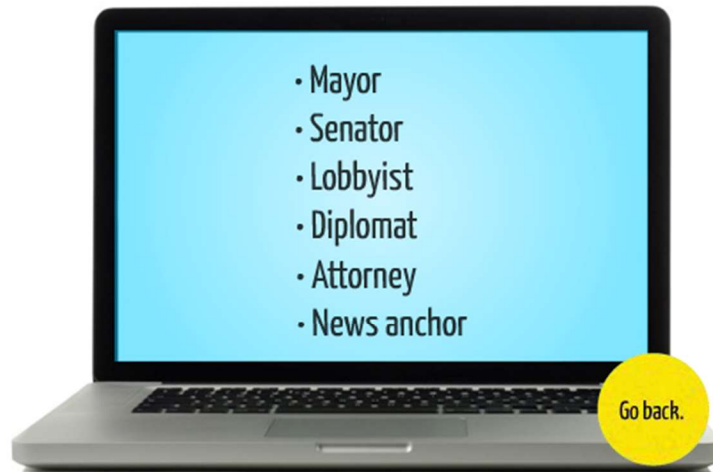 · Mayor
· Senator
· Lobbyist
· Diplomat
· Attorney
· News anchor
Go back.